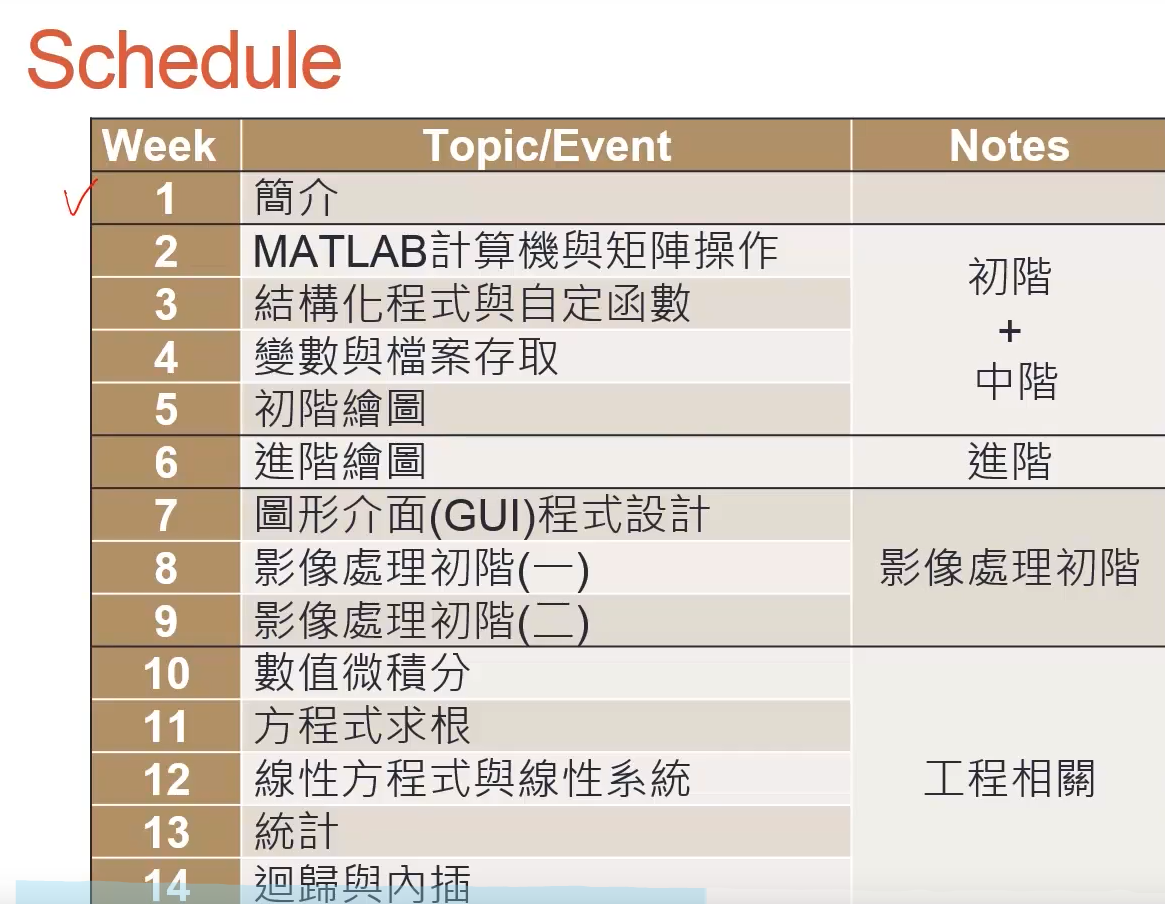 Schedule
Week Topic/Event Notes
1 簡介
2 MATLAB計算機與矩陣操作
3 結構化程式與自定函數
4 變數與檔案存取
5 初階繪圖
初階
+
中階
6 進階繪圖 進階
7 圖形介面(GUI)程式設計
8 影像處理初階(一)
9 影像處理初階(二)
影像處理初階
10 數值微積分
11 方程式求根
12 線性方程式與線性系統
13 統計
14 迴歸與內插
工程相關